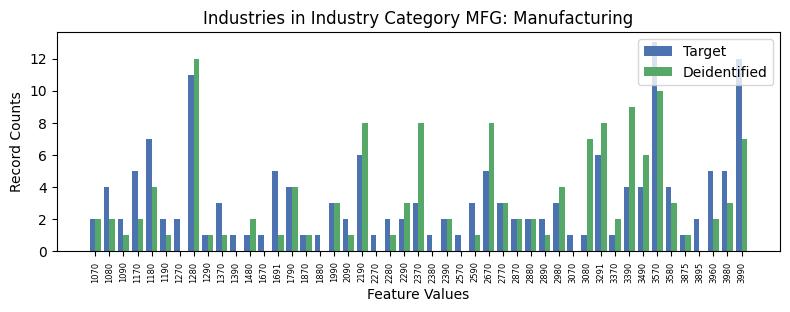 Industries in Industry Category MFG: Manufacturing
Target
Deidentified
Record Counts
12
10
8
6
4
2
0
1070 1080 1090 1170 1180 1190 1270 1280 1290 1370 1390 1480 1670 1691 1790 1870 1880 1990 2090 2190 2270 2280 2290 2370 2380 2390 2570 2590 2670 2770 2870 2880 2890 2980 3070 3080 3291 3370 3390 3490 3570 3580 3875 3895 3960 3980 3990
Feature Values